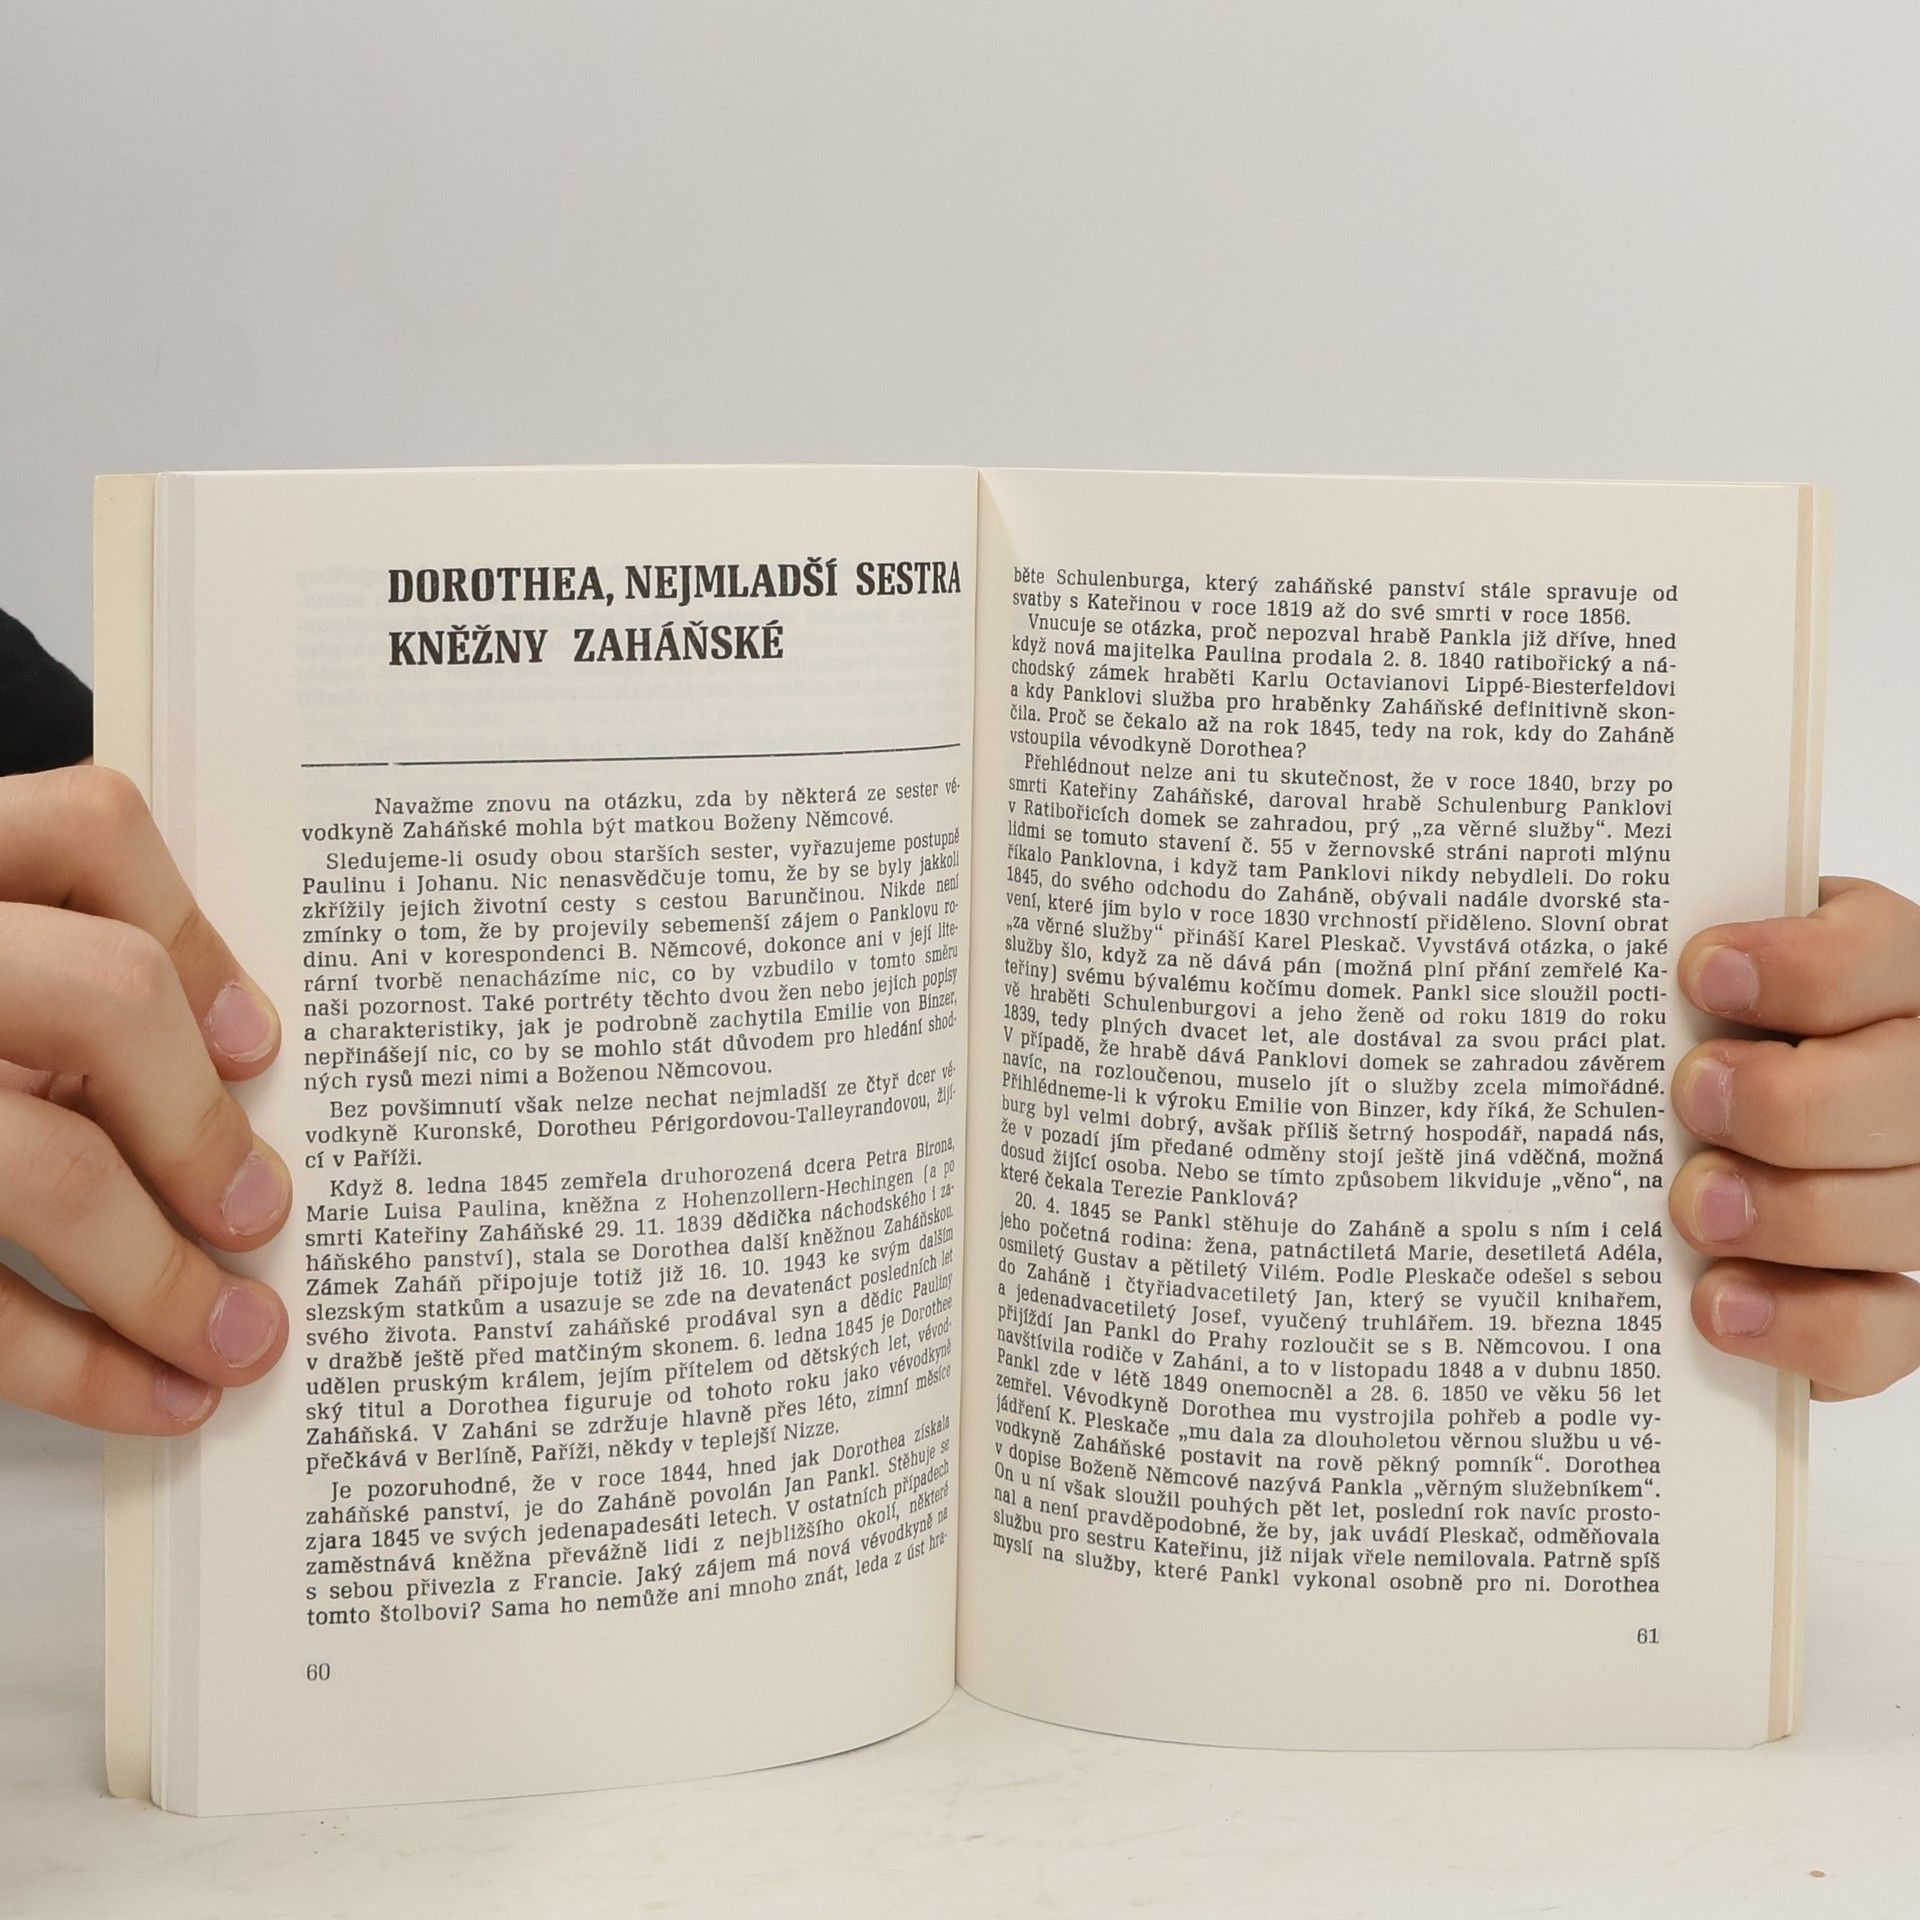 DOROTHEA, NEJMLADŠÍ SESTRA
KNĚŽNY ZAHÁŇSKÉ
Navažme znovu na otázku, zda by některá ze sester vé-
vodkyně Zaháňské mohla být matkou Boženy Němcové.
Sledujeme-li osudy obou starších sester, vyřazujeme postupně
Paulinu i Johanu. Nic nenasvědčuje tomu, že by se byly jakkoli
zkřížily jejich životní cesty s cestou Barunčinou. Nikde není
zmínky o tom, že by projevily sebemenší zájem o Panklovu ro-
dinu. Ani v korespondenci B. Němcové, dokonce ani v její lite-
rární tvorbě nenacházíme nic, co by vzbudilo v tomto směru
naši pozornost. Také portréty těchto dvou žen nebo jejich popisy
a charakteristiky, jak je podrobně zachytila Emilie von Binzer,
nepřinášejí nic, co by se mohlo stát důvodem pro hledání shod-
ných rysů mezi nimi a Boženou Němcovou.
Bez povšimnutí však nelze nechat nejmladší ze čtyř dcer vé-
vodkyně Kuronské, Dorotheu Périgordovou-Talleyrandovou, žijí-
cí v Paříži.
Když 8. ledna 1845 zemřela druhorozená dcera Petra Birona,
Marie Luisa Paulina, kněžna z Hohenzollern-Hechingen (a po
smrti Kateřiny Zaháňské 29. 11. 1839 dědička náchodského i za-
háňského panství), stala se Dorothea další kněžnou Zaháňskou.
Zámek Zaháň připojuje totiž již 16. 10. 1943 ke svým dalším
slezským statkům a usazuje se zde na devatenáct posledních let
svého života. Panství zaháňské prodával syn a dědic Pauliny
v dražbě ještě před matčiným skonem. 6. ledna 1845 je Dorothee
udělen pruským králem, jejím přítelem od dětských let, vévod-
ský titul a Dorothea figuruje od tohoto roku jako vévodkyně
Zaháňská. V Zaháni se zdržuje hlavně přes léto, zimní měsíce
přečkává v Berlíně, Paříži, někdy v teplejší Nizze.
Je pozoruhodné, že v roce 1844, hned jak Dorothea získala
zaháňské panství, je do Zaháně povolán Jan Pankl. Stěhuje se
zjara 1845 ve svých jedenapadesáti letech. V ostatních případech
zaměstnává kněžna převážně lidi z nejbližšího okolí, některé
s sebou přivezla z Francie. Jaký zájem má nová vévodkyně na
tomto štolbovi? Sama ho nemůže ani mnoho znát, leda z úst hra-
60
běte Schulenburga, který zaháňské panství stále spravuje od
svatby s Kateřinou v roce 1819 až do své smrti v roce 1856.
Vnucuje se otázka, proč nepozval hrabě Pankla již dříve, hned
když nová majitelka Paulina prodala 2. 8. 1840 ratibořický a ná-
chodský zámek hraběti Karlu Octavianovi Lippé-Biesterfeldovi
a kdy Panklovi služba pro hraběnky Zaháňské definitivně skon-
čila. Proč se čekalo až na rok 1845, tedy na rok, kdy do Zaháně
vstoupila vévodkyně Dorothea?
Přehlédnout nelze ani tu skutečnost, že v roce 1840, brzy po
smrti Kateřiny Zaháňské, daroval hrabě Schulenburg Panklovi
v Ratibořicích domek se zahradou, prý „za věrné služby“. Mezi
lidmi se tomuto stavení č. 55 v žernovské stráni naproti mlýnu
říkalo Panklovna, i když tam Panklovi nikdy nebydleli. Do roku
1845, do svého odchodu do Zaháně, obývali nadále dvorské sta-
vení, které jim bylo v roce 1830 vrchností přiděleno. Slovní obrat
„za věrné služby“ přináší Karel Pleskač. Vyvstává otázka, o jaké
služby šlo, když za ně dává pán (možná plní přání zemřelé Ka-
teřiny) svému bývalému kočímu domek. Pankl sice sloužil pocti-
vě hraběti Schulenburgovi a jeho ženě od roku 1819 do roku
1839, tedy plných dvacet let, ale dostával za svou práci plat.
V případě, že hrabě dává Panklovi domek se zahradou závěrem
navíc, na rozloučenou, muselo jít o služby zcela mimořádné.
Přihlédneme-li k výroku Emilie von Binzer, kdy říká, že Schulen-
burg byl velmi dobrý, avšak příliš šetrný hospodář, napadá nás,
že v pozadí jím předané odměny stojí ještě jiná vděčná, možná
dosud žijící osoba. Nebo se tímto způsobem likviduje „věno“, na
které čekala Terezie Panklová?
20. 4. 1845 se Pankl stěhuje do Zaháně a spolu s ním i celá
jeho početná rodina: žena, patnáctiletá Marie, desetiletá Adéla,
osmiletý Gustav a pětiletý Vilém. Podle Pleskače odešel s sebou
do Zaháně i čtyřiadvacetiletý Jan, který se vyučil knihařem,
a jedenadvacetiletý Josef, vyučený truhlářem. 19. března 1845
přijíždí Jan Pankl do Prahy rozloučit se s B. Němcovou. I ona
navštívila rodiče v Zaháni, a to v listopadu 1848 a v dubnu 1850.
Pankl zde v létě 1849 onemocněl a 28. 6. 1850 ve věku 56 let
zemřel. Vévodkyně Dorothea mu vystrojila pohřeb a podle vy-
jádření K. Pleskače „mu dala za dlouholetou věrnou službu u vé-
vodkyně Zaháňské postavit na rově pěkný pomník“. Dorothea
v dopise Boženě Němcové nazývá Pankla „věrným služebníkem“.
On u ní však sloužil pouhých pět let, poslední rok navíc prosto-
nal a není pravděpodobné, že by, jak uvádí Pleskač, odměňovala
službu pro sestru Kateřinu, již nijak vřele nemilovala. Patrně spíš
myslí na služby, které Pankl vykonal osobně pro ni. Dorothea
61